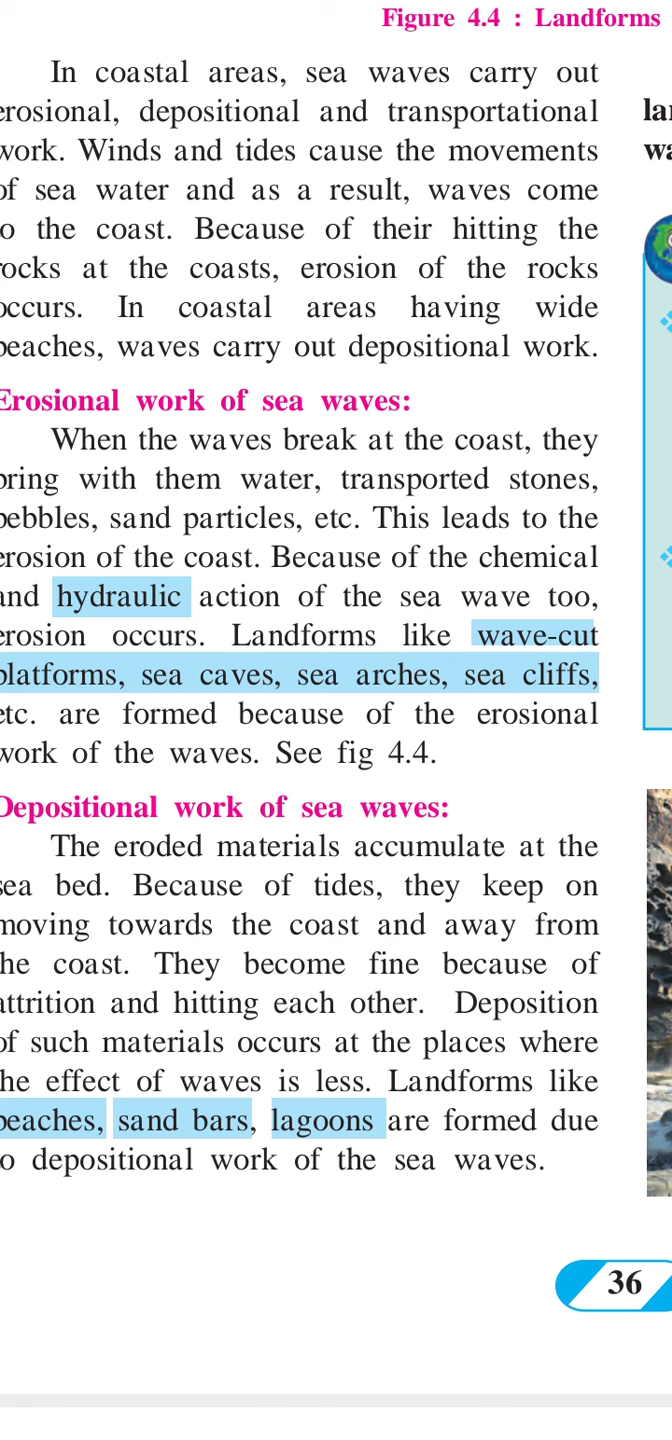 Figure 4.4 : Landforms
In coastal areas, sea waves carry out
erosional, depositional and transportational
work. Winds and tides cause the movements
of sea water and as a result, waves come
to the coast. Because of their hitting the
rocks at the coasts, erosion of the rocks
occurs. In coastal areas having wide
beaches, waves carry out depositional work.
Erosional work of sea waves:
When the waves break at the coast, they
bring with them water, transported stones,
pebbles, sand particles, etc. This leads to the
erosion of the coast. Because of the chemical
and hydraulic action of the sea wave too,
erosion occurs. Landforms like wave-cut
platforms, sea caves, sea arches, sea cliffs,
etc. are formed because of the erosional
work of the waves. See fig 4.4.
Depositional work of sea waves:
The eroded materials accumulate at the
sea bed. Because of tides, they keep on
moving towards the coast and away from
the coast. They become fine because of
attrition and hitting each other. Deposition
of such materials occurs at the places where
the effect of waves is less. Landforms like
beaches, sand bars, lagoons are formed due
to depositional work of the sea waves.
36